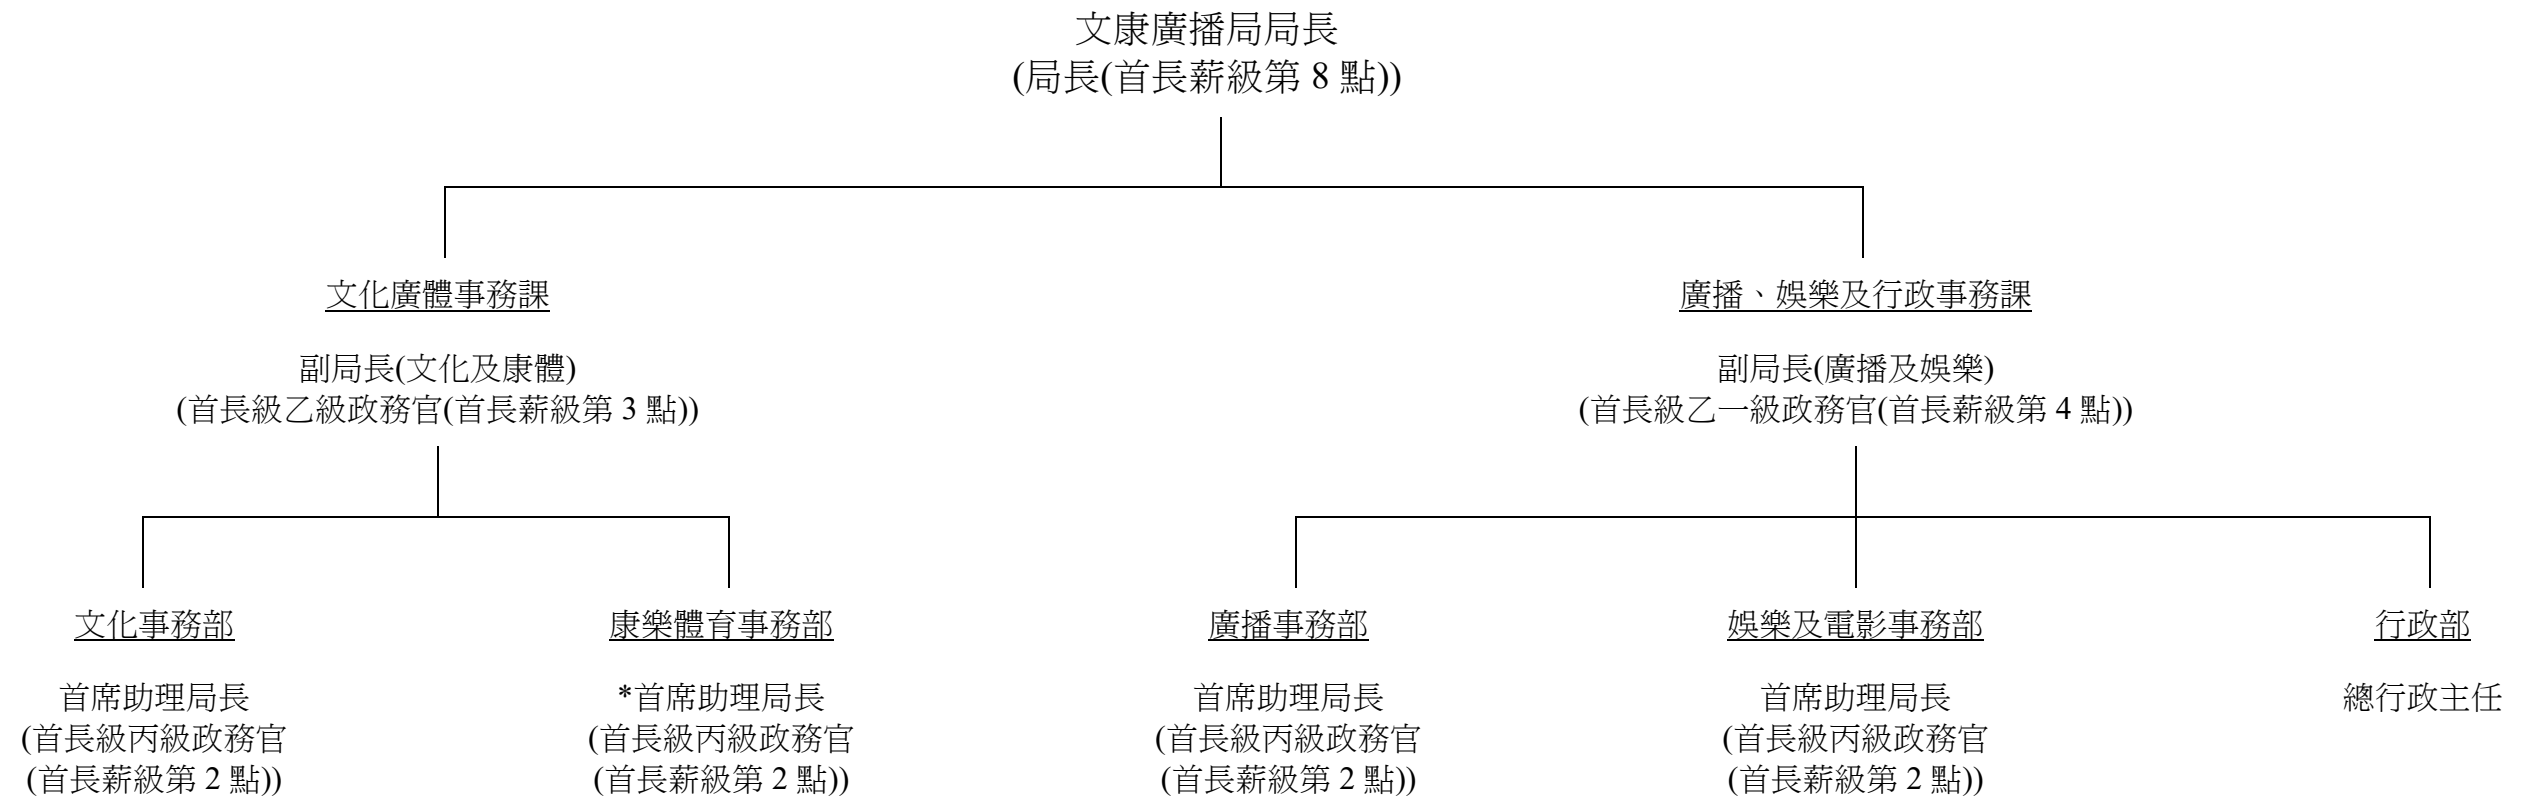 文康廣播局局長
(局長(首長薪級第 8 點))
文化廣體事務課
副局長(文化及康體)
(首長級乙級政務官(首長薪級第 3 點))
廣播、娛樂及行政事務課
副局長(廣播及娛樂)
(首長級乙一級政務官(首長薪級第 4 點))
文化事務部
首席助理局長
(首長級丙級政務官
(首長薪級第 2 點))
康樂體育事務部
*首席助理局長
(首長級丙級政務官
(首長薪級第 2 點))
廣播事務部
首席助理局長
(首長級丙級政務官
(首長薪級第 2 點))
娛樂及電影事務部
首席助理局長
(首長級丙級政務官
(首長薪級第 2 點))
行政部
總行政主任